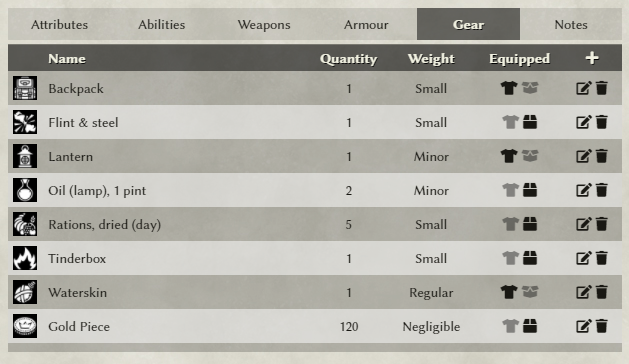 Attributes Abilities Weapons Armour Gear Notes
Name Quantity Weight Equipped +
Backpack 1 Small
Flint & steel 1 Small
Lantern 1 Minor
Oil (lamp), 1 pint 2 Minor
Rations, dried (day) 5 Small
Tinderbox 1 Small
Waterskin 1 Regular
Gold Piece 120 Negligible